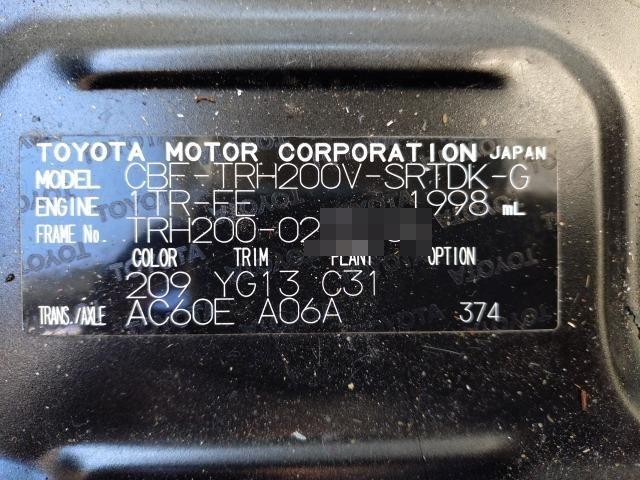 TOYOTA MOTOR CORPORATION JAPAN
MODEL CBF-TRH200V-SRTDK-G
ENGINE 1TR-FE 1998 mL
FRAME No. TRH200-02
COLOR TRIM PLANT OPTION
209 YG13 C31
TRANS./AXLE AC60E A06A 374